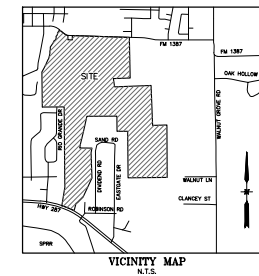 FM 1387
FM 1387
OAK HOLLOW
SITE
WALNUT GROVE RD
RIO GRANDE DR
SAND RD
DIVIDEND RD
EASTGATE DR
WALNUT LN
CLANCEY ST
HWY 287
ROBINSON RD
SPRR
VICINITY MAP
N.T.S.